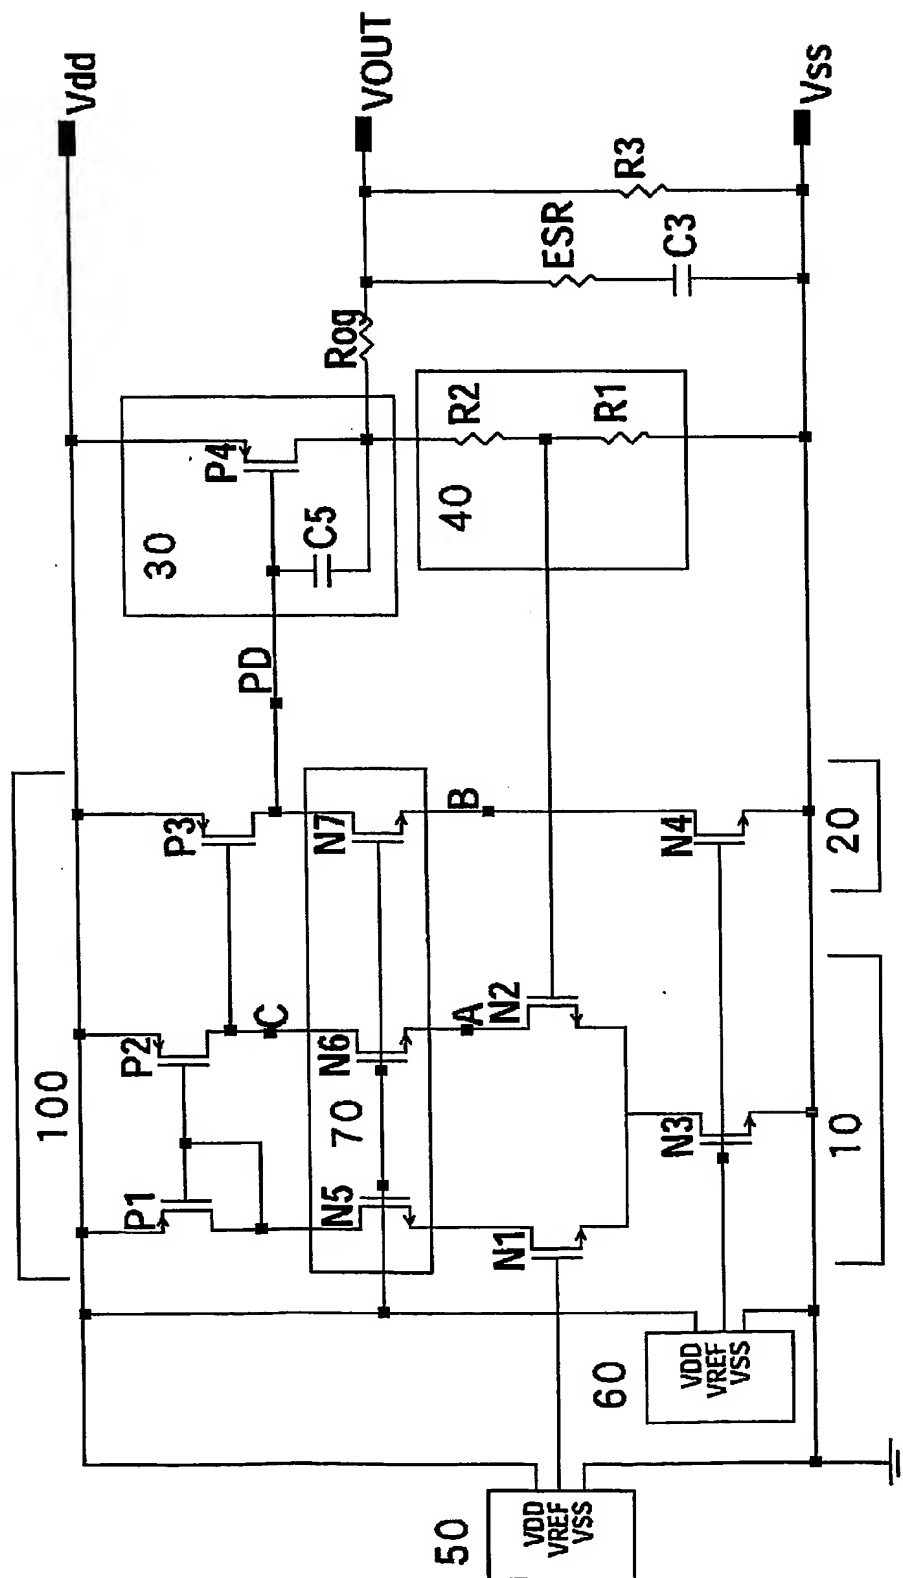 Vdd
VOUT
Vss
R3
ESR
C3
Rog
P4
30
C5
R2
R1
40
PD
P3
N7
B
N4
20
100
P2
C
N6
A
N2
70
P1
N5
N1
N3
10
60
VDD
VREF
VSS
50
VDD
VREF
VSS